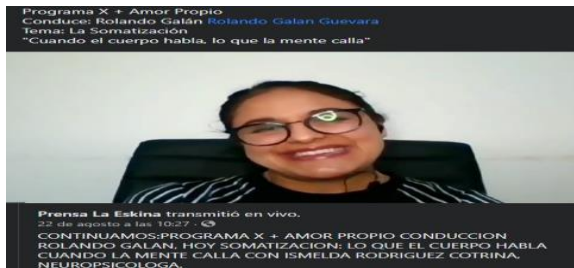 Programa X + Amor Propio
Conduce: Rolando Galán Rolando Galan Guevara
Tema: La Somatización
"Cuando el cuerpo habla, lo que la mente calla"
Prensa La Eskina transmitió en vivo.
22 de agosto a las 10:27 ·
CONTINUAMOS:PROGRAMA X + AMOR PROPIO CONDUCCION
ROLANDO GALAN, HOY SOMATIZACION: LO QUE EL CUERPO HABLA
CUANDO LA MENTE CALLA CON ISMELDA RODRIGUEZ COTRINA,
NEUROPSICOLOGA.